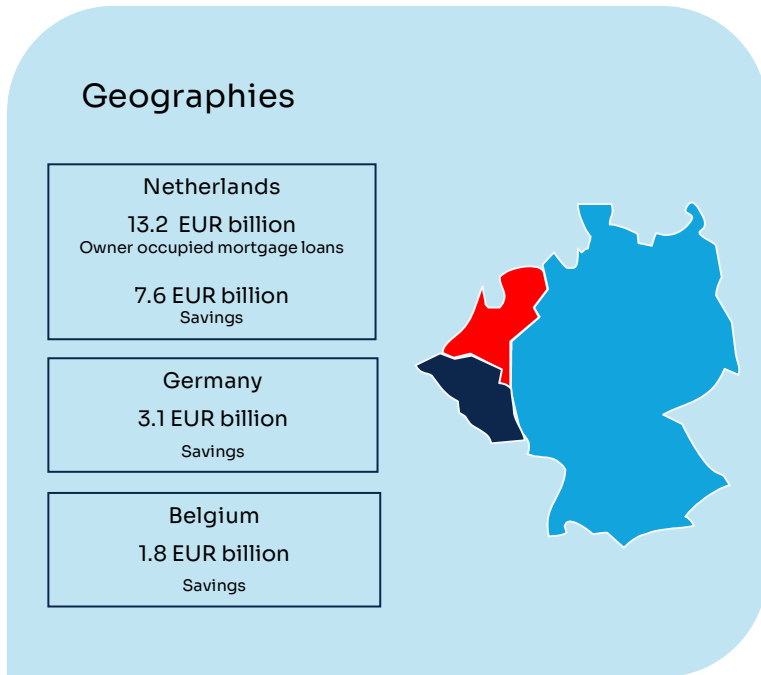 Geographies
Netherlands
13.2 EUR billion
Owner occupied mortgage loans
7.6 EUR billion
Savings
Germany
3.1 EUR billion
Savings
Belgium
1.8 EUR billion
Savings